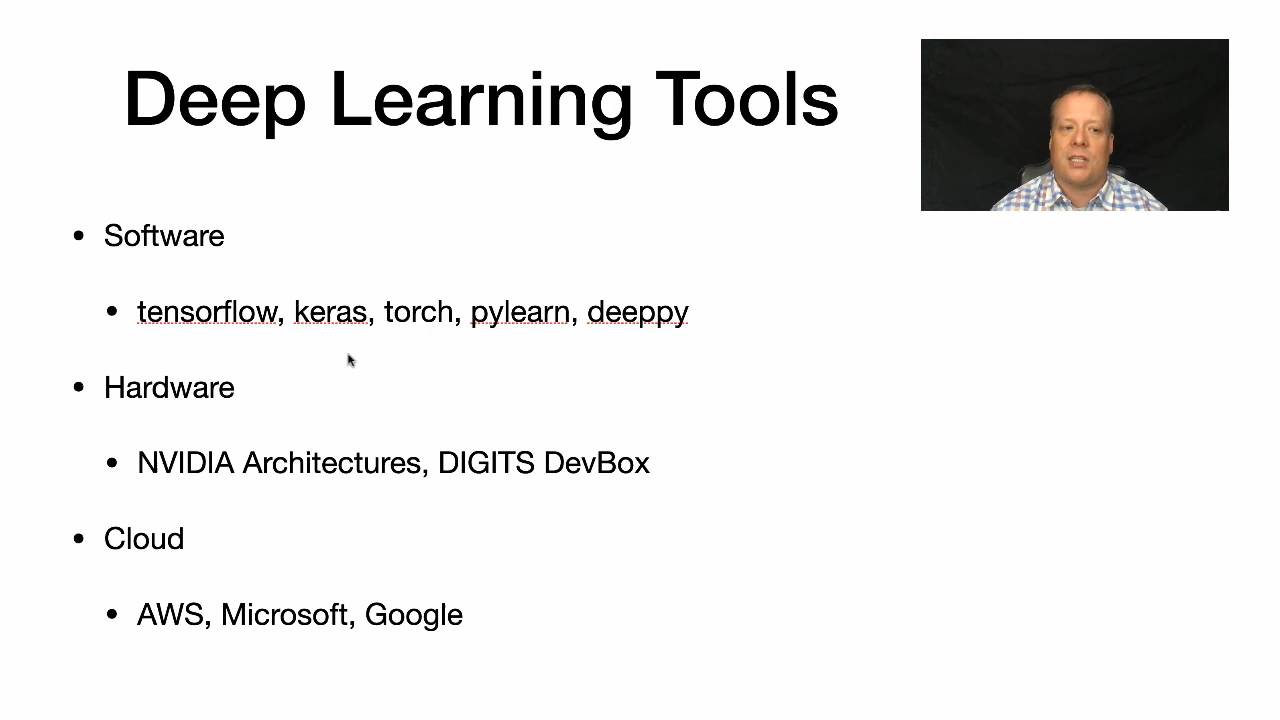 Deep Learning Tools
• Software
• tensorflow, keras, torch, pylearn, deeppy
• Hardware
• NVIDIA Architectures, DIGITS DevBox
• Cloud
• AWS, Microsoft, Google